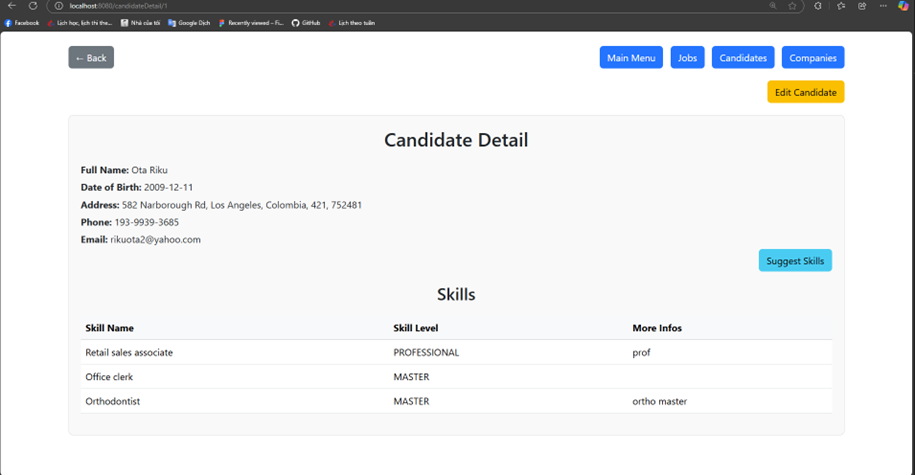 localhost:8080/candidateDetail/1
Facebook Lịch học, lịch thi the... Nhà của tôi Google Dịch Recently viewed – Fi... GitHub Lịch theo tuần
← Back Main Menu Jobs Candidates Companies
Edit Candidate
Candidate Detail
Full Name: Ota Riku
Date of Birth: 2009-12-11
Address: 582 Narborough Rd, Los Angeles, Colombia, 421, 752481
Phone: 193-9939-3685
Email: rikuota2@yahoo.com
Suggest Skills
Skills
Skill Name Skill Level More Infos
Retail sales associate PROFESSIONAL prof
Office clerk MASTER
Orthodontist MASTER ortho master